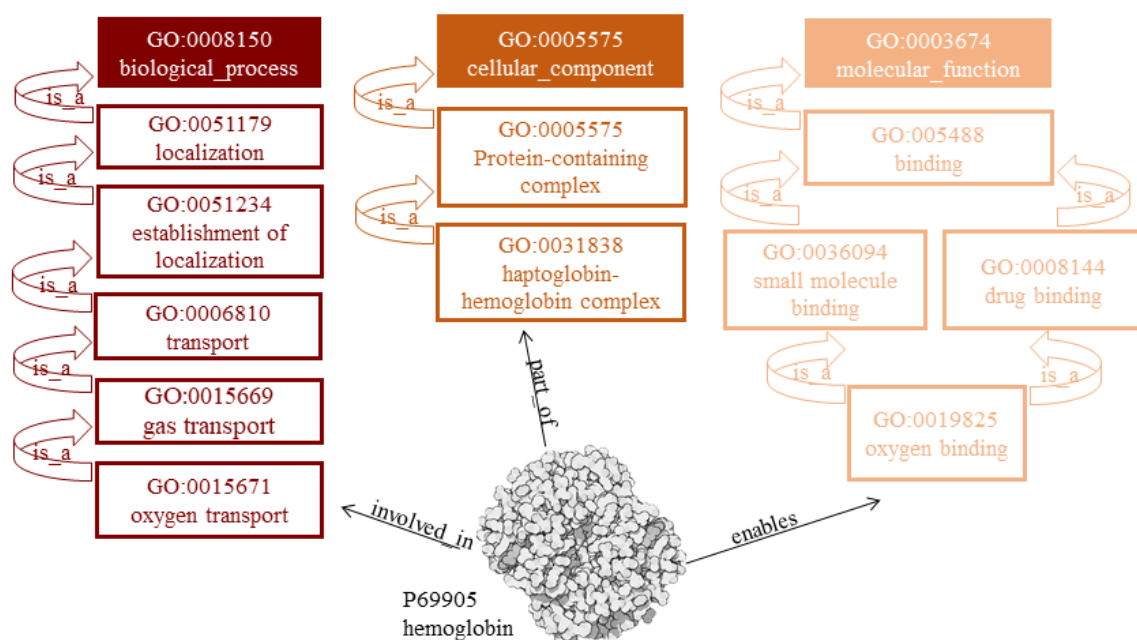 GO:0008150
biological_process
is_a
GO:0051179
localization
is_a
GO:0051234
establishment of
localization
is_a
GO:0006810
transport
is_a
GO:0015669
gas transport
is_a
GO:0015671
oxygen transport
GO:0005575
cellular_component
is_a
GO:0005575
Protein-containing
complex
is_a
GO:0031838
haptoglobin-
hemoglobin complex
GO:0003674
molecular_function
is_a
GO:005488
binding
is_a
is_a
GO:0036094
small molecule
binding
GO:0008144
drug binding
is_a
is_a
GO:0019825
oxygen binding
involved_in
part_of
enables
P69905
hemoglobin